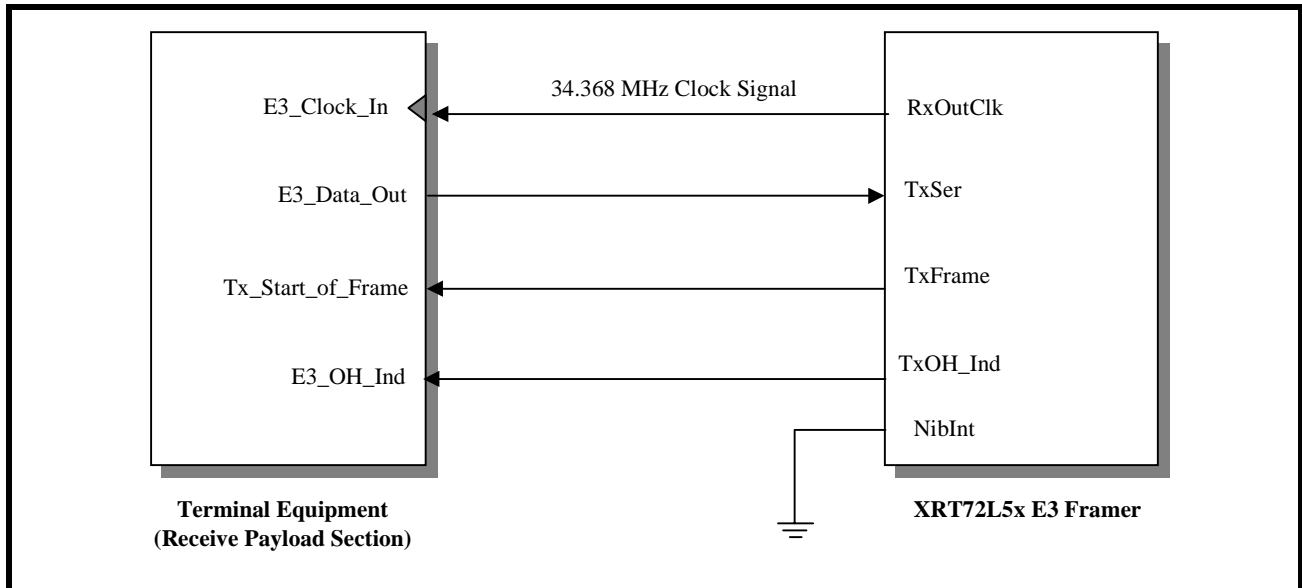 34.368 MHz Clock Signal
E3_Clock_In
RxOutClk
E3_Data_Out
TxSer
Tx_Start_of_Frame
TxFrame
E3_OH_Ind
TxOH_Ind
NibInt
Terminal Equipment
(Receive Payload Section)
XRT72L5x E3 Framer